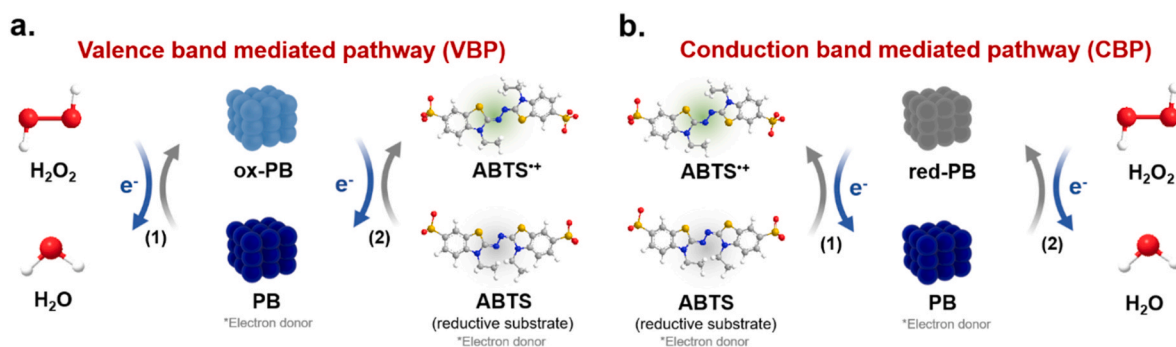 a.
Valence band mediated pathway (VBP)
H₂O₂
ox-PB
ABTS•+
e-
(1)
e-
(2)
H₂O
PB
*Electron donor
ABTS
(reductive substrate)
*Electron donor
b.
Conduction band mediated pathway (CBP)
ABTS•+
red-PB
H₂O₂
e-
(1)
e-
(2)
ABTS
(reductive substrate)
*Electron donor
PB
*Electron donor
H₂O